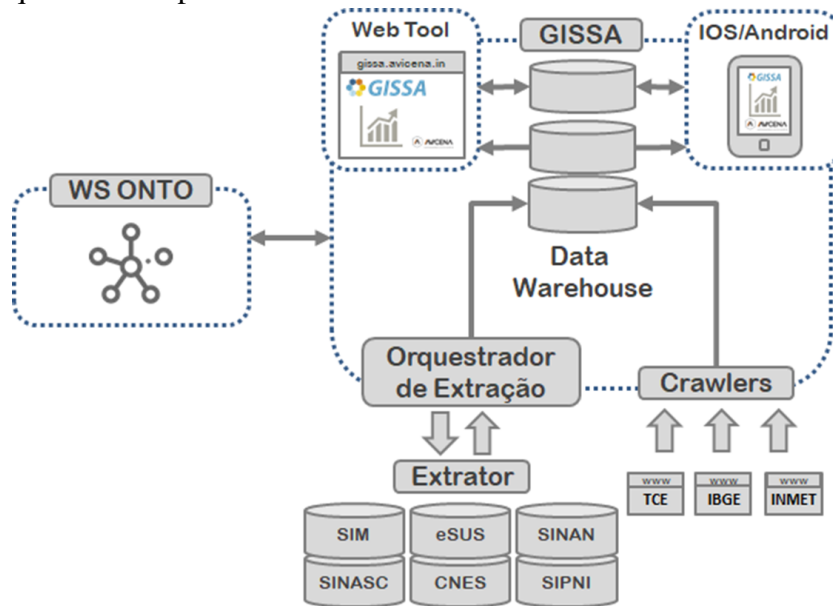 Web Tool
GISSA
IOS/Android
gissa.avicena.in
GISSA
AVICENA
GISSA
AVICENA
WS ONTO
Data
Warehouse
Orquestrador
de Extração
Crawlers
Extrator
www
www
www
TCE
IBGE
INMET
SIM
eSUS
SINAN
SINASC
CNES
SIPNI